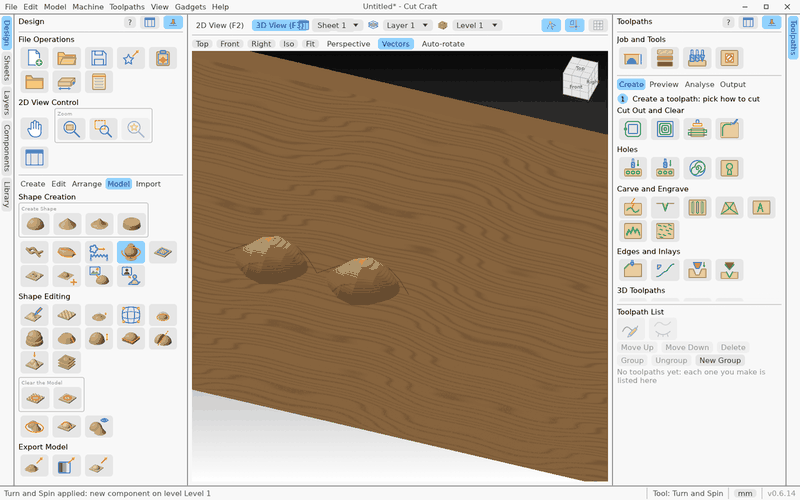 File Edit Model Machine Toolpaths View Gadgets Help
Untitled* - Cut Craft
Design
Sheets
Layers
Components
Library
Design
?
File Operations
2D View Control
Zoom
Create Edit Arrange Model Import
Shape Creation
Create Shape
Shape Editing
Clear the Model
Export Model
2D View (F2)
3D View (F3)
Sheet 1
Layer 1
Level 1
Top Front Right Iso Fit Perspective Vectors Auto-rotate
Top
Front
Right
Toolpaths
?
Toolpaths
Job and Tools
Create Preview Analyse Output
1 Create a toolpath: pick how to cut
Cut Out and Clear
Holes
Carve and Engrave
A
Edges and Inlays
3D Toolpaths
Toolpath List
Move Up Move Down Delete
Group Ungroup New Group
No toolpaths yet: each one you make is
listed here
Turn and Spin applied: new component on level Level 1
Tool: Turn and Spin
mm
v0.6.14